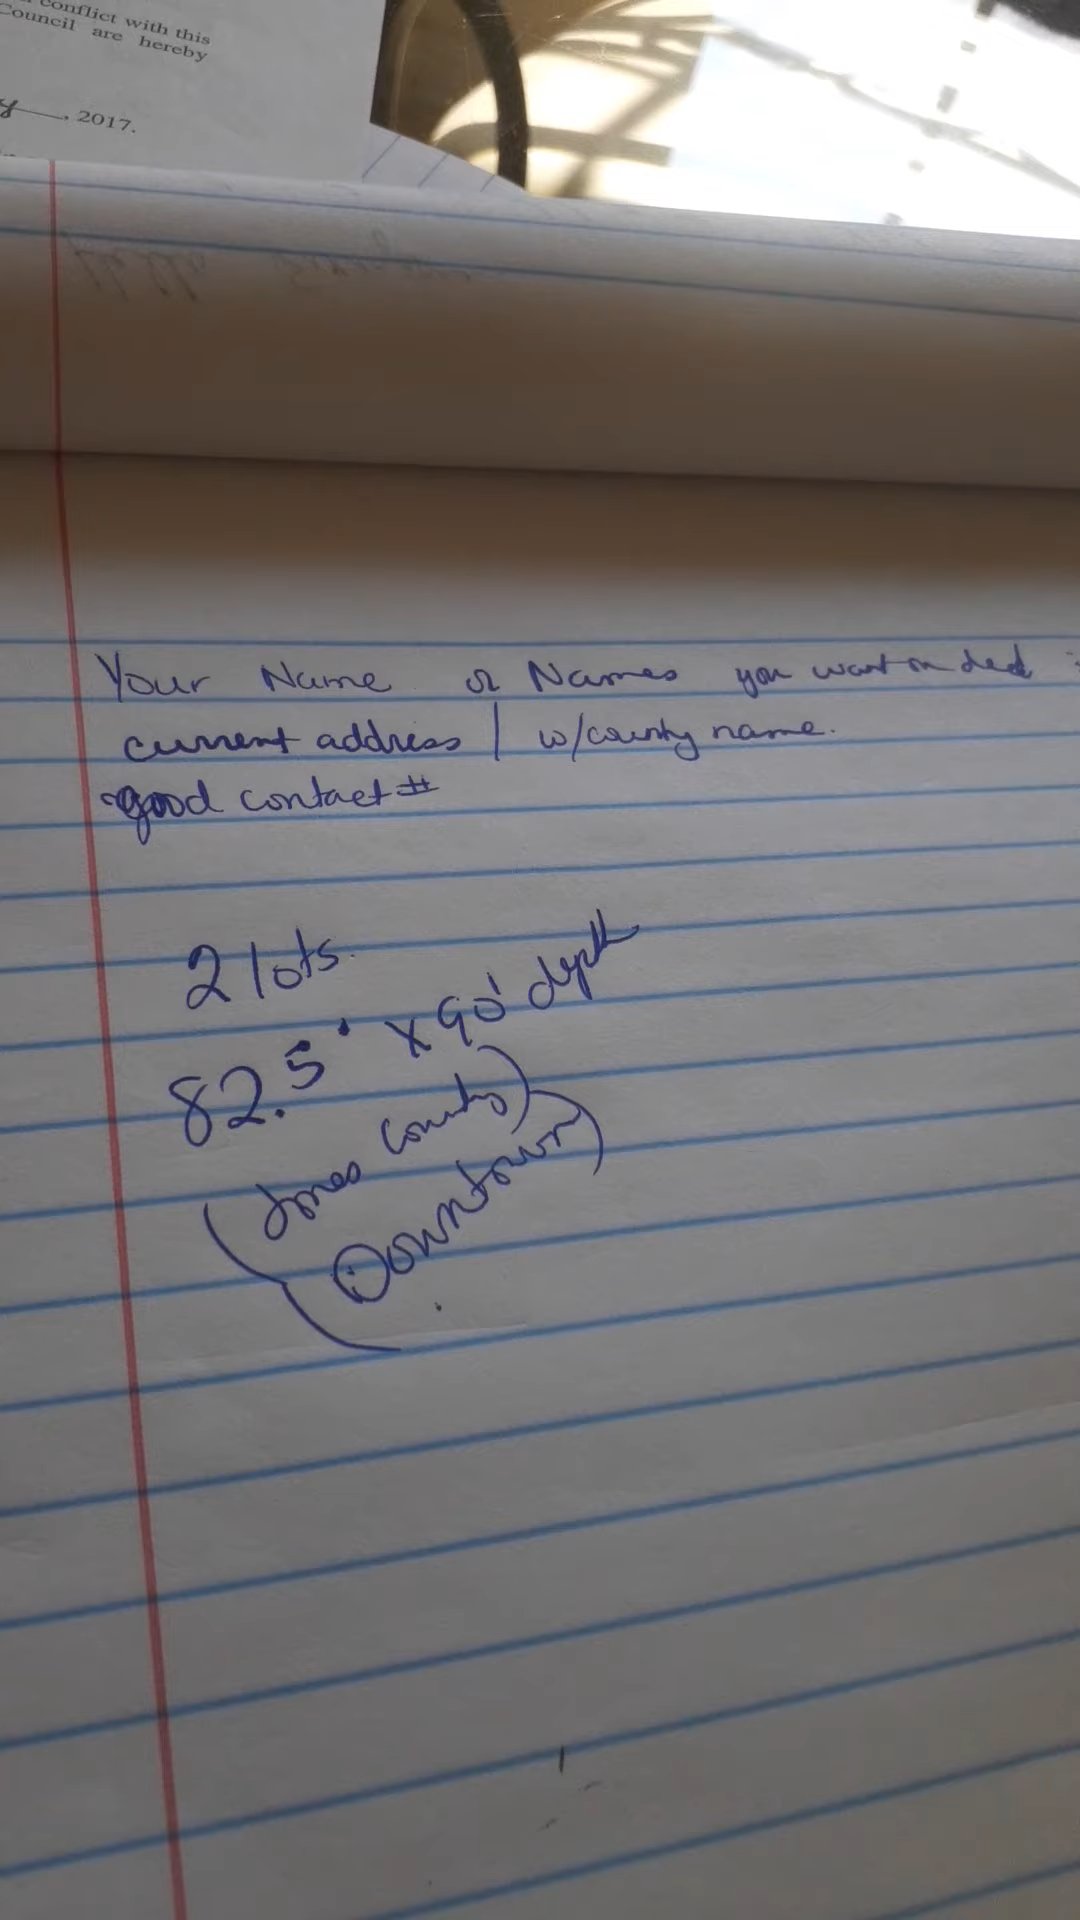 conflict with this
Council are hereby
, 2017.
Your Name or Names you want on deed :
current address | w/county name.
good contact #
2 lots.
82.5' x 90' depth
(Jones County)
Downtown)